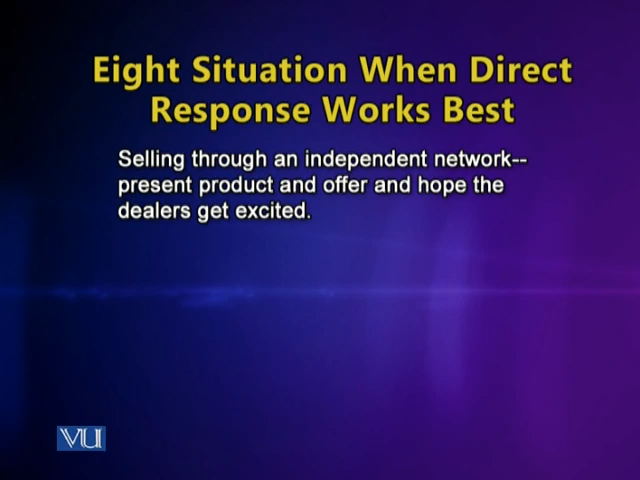 Eight Situation When Direct
Response Works Best
Selling through an independent network--
present product and offer and hope the
dealers get excited.
VU